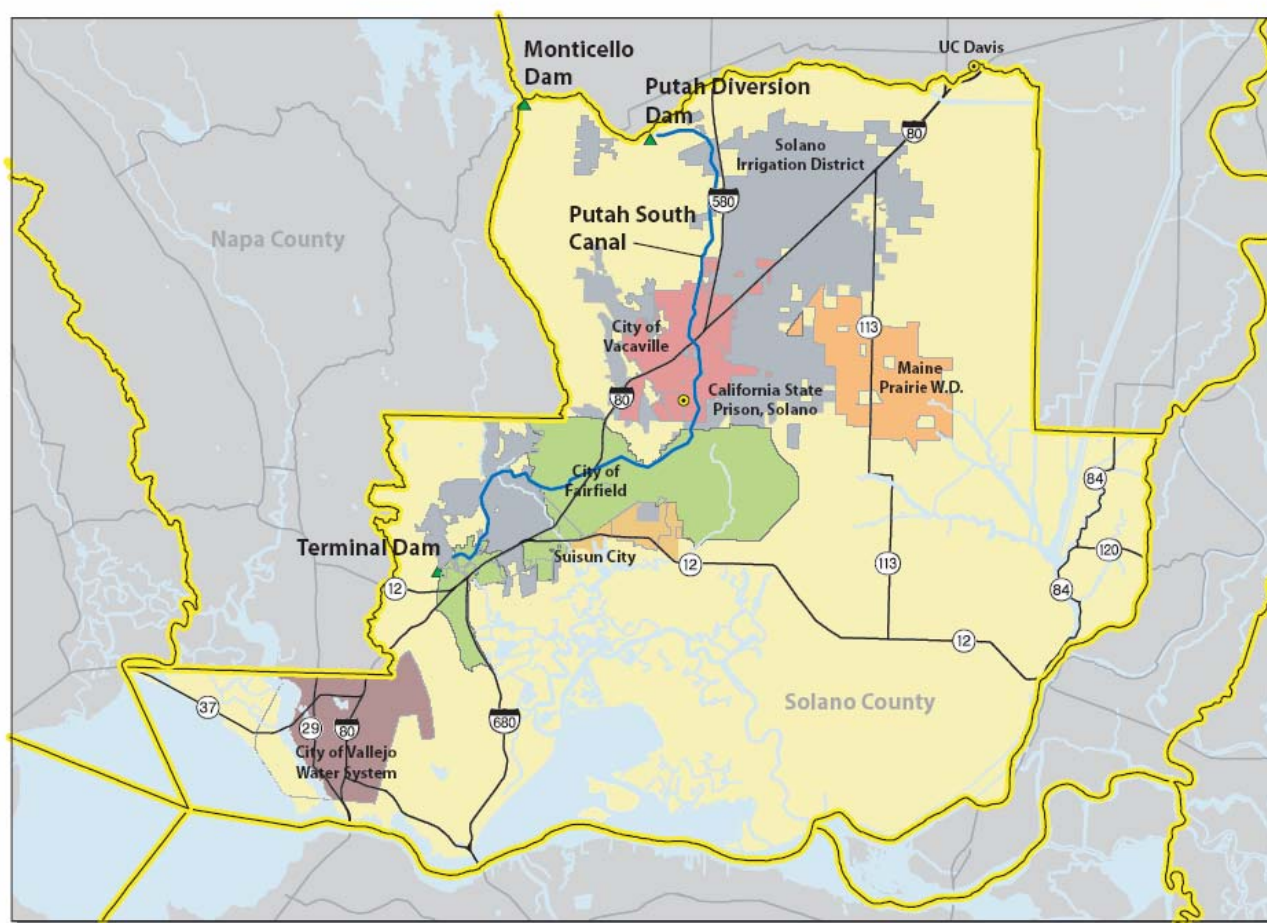 Monticello
Dam
UC Davis
Putah Diversion
Dam
80
Solano
Irrigation District
580
Putah South
Canal
Napa County
City of
Vacaville
113
Maine
Prairie W.D.
80
California State
Prison, Solano
City of
Fairfield
84
Terminal Dam
Suisun City
12
12
113
120
84
12
37
29
80
680
Solano County
City of Vallejo
Water System